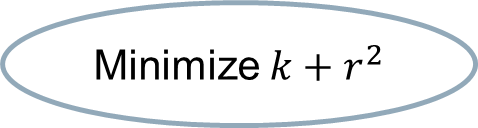 Minimize k + r²